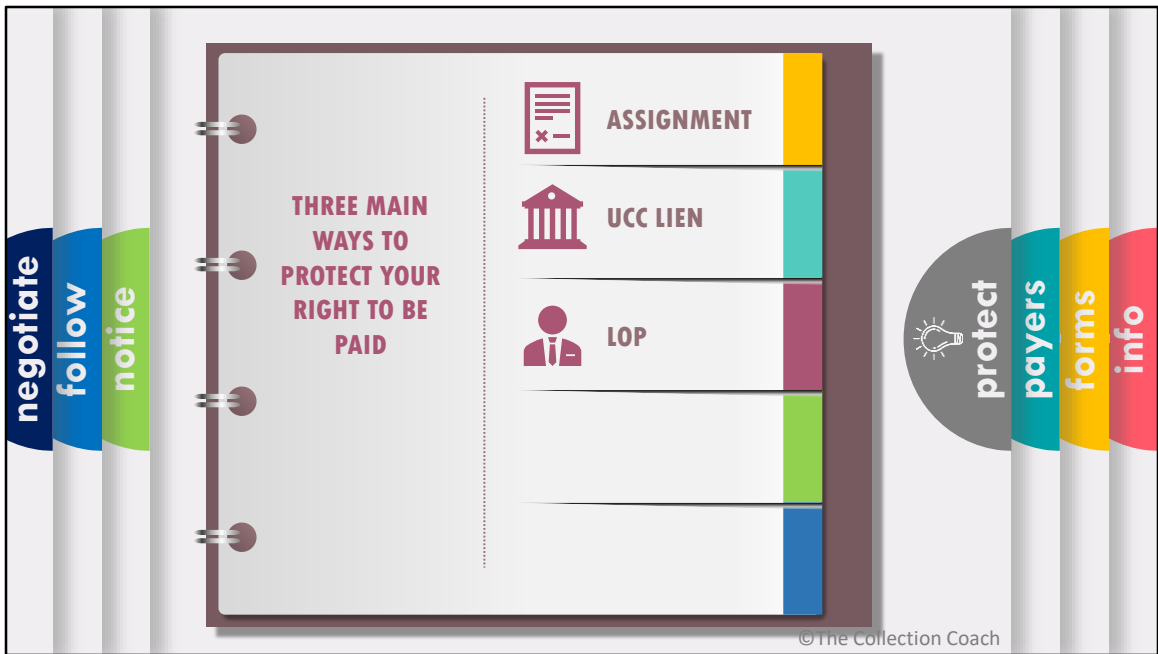 negotiate
follow
notice
THREE MAIN
WAYS TO
PROTECT YOUR
RIGHT TO BE
PAID
ASSIGNMENT
UCC LIEN
LOP
protect
payers
forms
info
©The Collection Coach